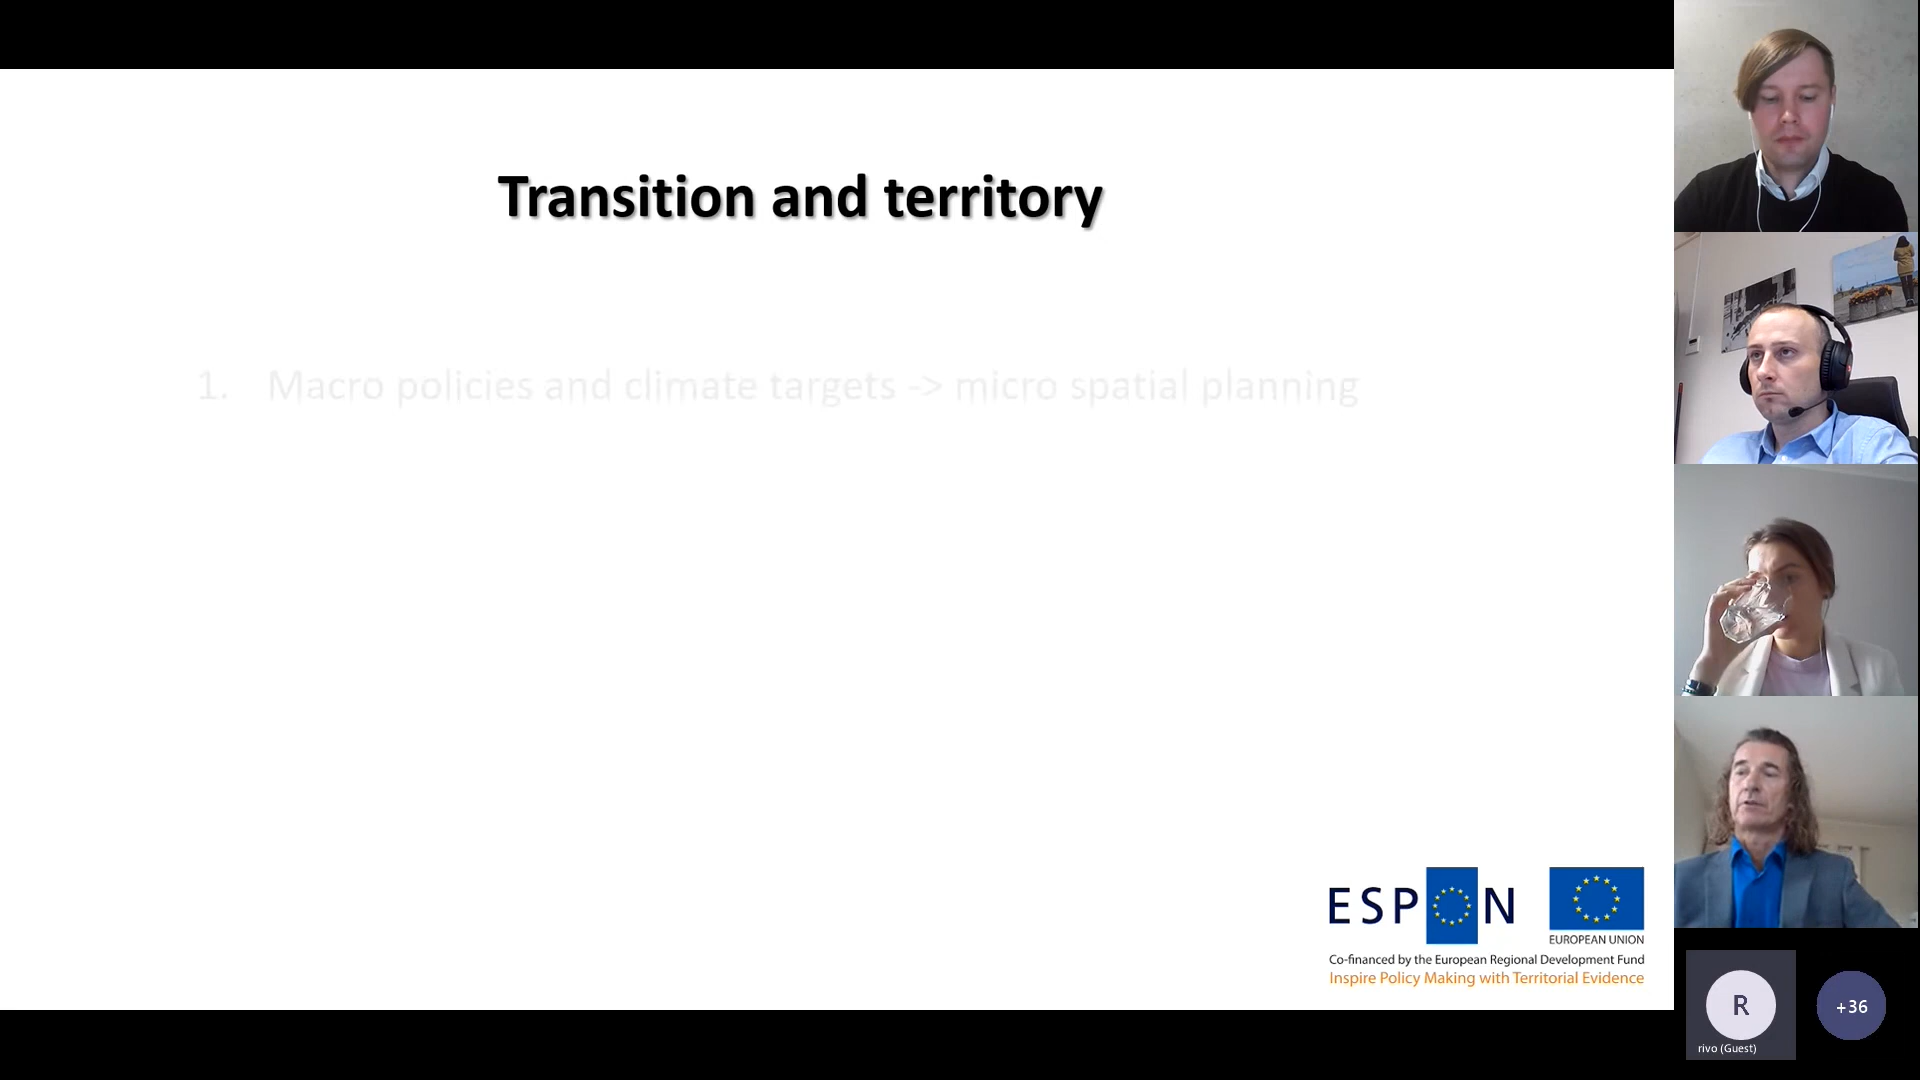 Transition and territory
1. Macro policies and climate targets -> micro spatial planning
ESPON
EUROPEAN UNION
Co-financed by the European Regional Development Fund
Inspire Policy Making with Territorial Evidence
R
+36
rivo (Guest)